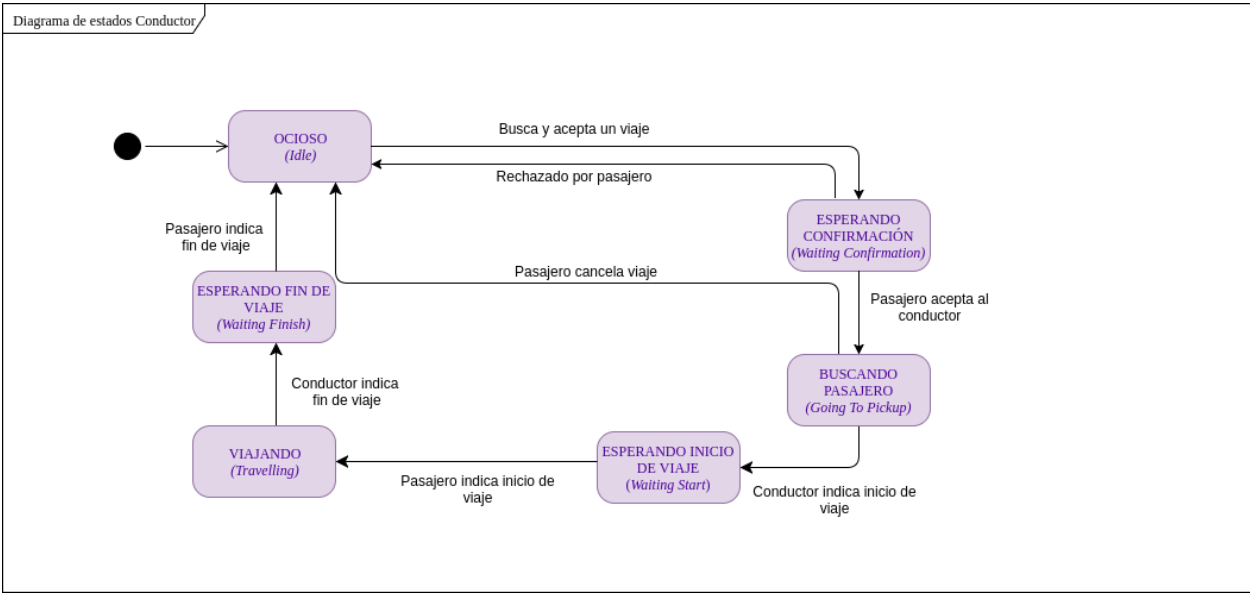 Diagrama de estados Conductor
OCIOSO
(Idle)
Busca y acepta un viaje
Rechazado por pasajero
ESPERANDO
CONFIRMACIÓN
(Waiting Confirmation)
Pasajero indica
fin de viaje
Pasajero cancela viaje
ESPERANDO FIN DE
VIAJE
(Waiting Finish)
Pasajero acepta al
conductor
BUSCANDO
PASAJERO
(Going To Pickup)
Conductor indica
fin de viaje
VIAJANDO
(Travelling)
Pasajero indica inicio de
viaje
ESPERANDO INICIO
DE VIAJE
(Waiting Start)
Conductor indica inicio de
viaje